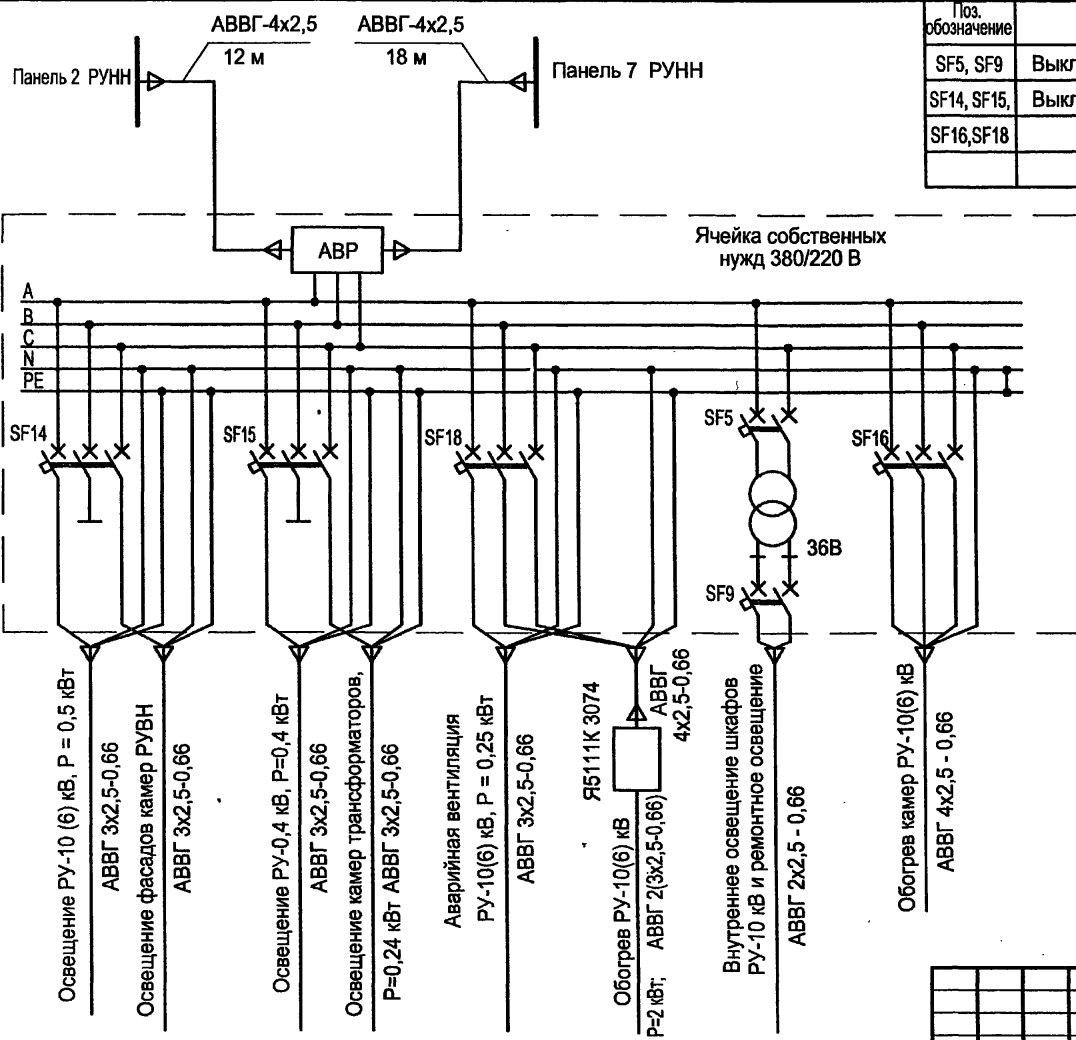 АВВГ-4х2,5
12 м
АВВГ-4х2,5
18 м
Панель 2 РУНН
Панель 7 РУНН
Поз.
обозначение
SF5, SF9 Выкл
SF14, SF15, Выкл
SF16,SF18
АВР
Ячейка собственных
нужд 380/220 В
A
B
C
N
PE
SF14
SF15
SF18
SF5
SF16
36В
SF9
Освещение РУ-10 (6) кВ, Р = 0,5 кВт
АВВГ 3х2,5-0,66
Освещение фасадов камер РУВН
АВВГ 3х2,5-0,66
Освещение РУ-0,4 кВ, Р=0,4 кВт
АВВГ 3х2,5-0,66
Освещение камер трансформаторов,
Р=0,24 кВт АВВГ 3х2,5-0,66
Аварийная вентиляция
РУ-10(6) кВ, Р = 0,25 кВт
АВВГ 3х2,5-0,66
Я5111К 3074
АВВГ
4х2,5-0,66
Обогрев РУ-10(6) кВ
Р=2 кВт; АВВГ 2(3х2,5-0,66)
Внутреннее освещение шкафов
РУ-10 кВ и ремонтное освещение
АВВГ 2х2,5 - 0,66
Обогрев камер РУ-10(6) кВ
АВВГ 4х2,5 - 0,66